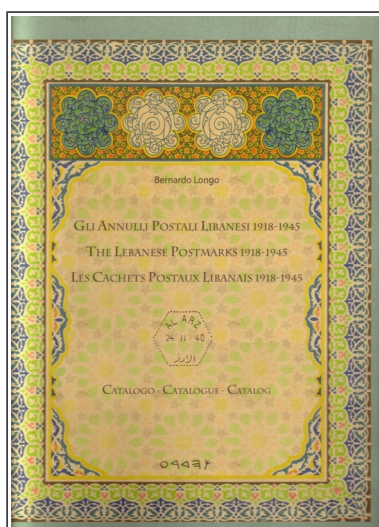 Bernardo Longo
GLI ANNULLI POSTALI LIBANESI 1918-1945
THE LEBANESE POSTMARKS 1918-1945
LES CACHETS POSTAUX LIBANAIS 1918-1945
AL ARZ
24 11 40
الارز
CATALOGO - CATALOGUE - CATALOG